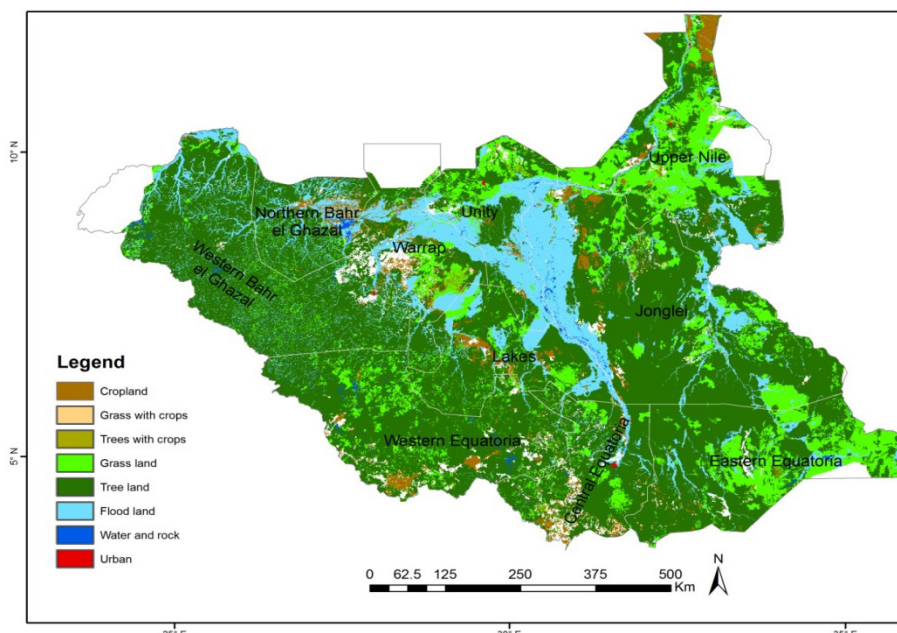 10° N
Upper Nile
Northern Bahr
el Ghazal
Unity
Western Bahr
el Ghazal
Warrap
Jonglei
Lakes
Western Equatoria
Central Equatoria
Eastern Equatoria
5° N
Legend
Cropland
Grass with crops
Trees with crops
Grass land
Tree land
Flood land
Water and rock
Urban
0 62.5 125 250 375 500
Km
N